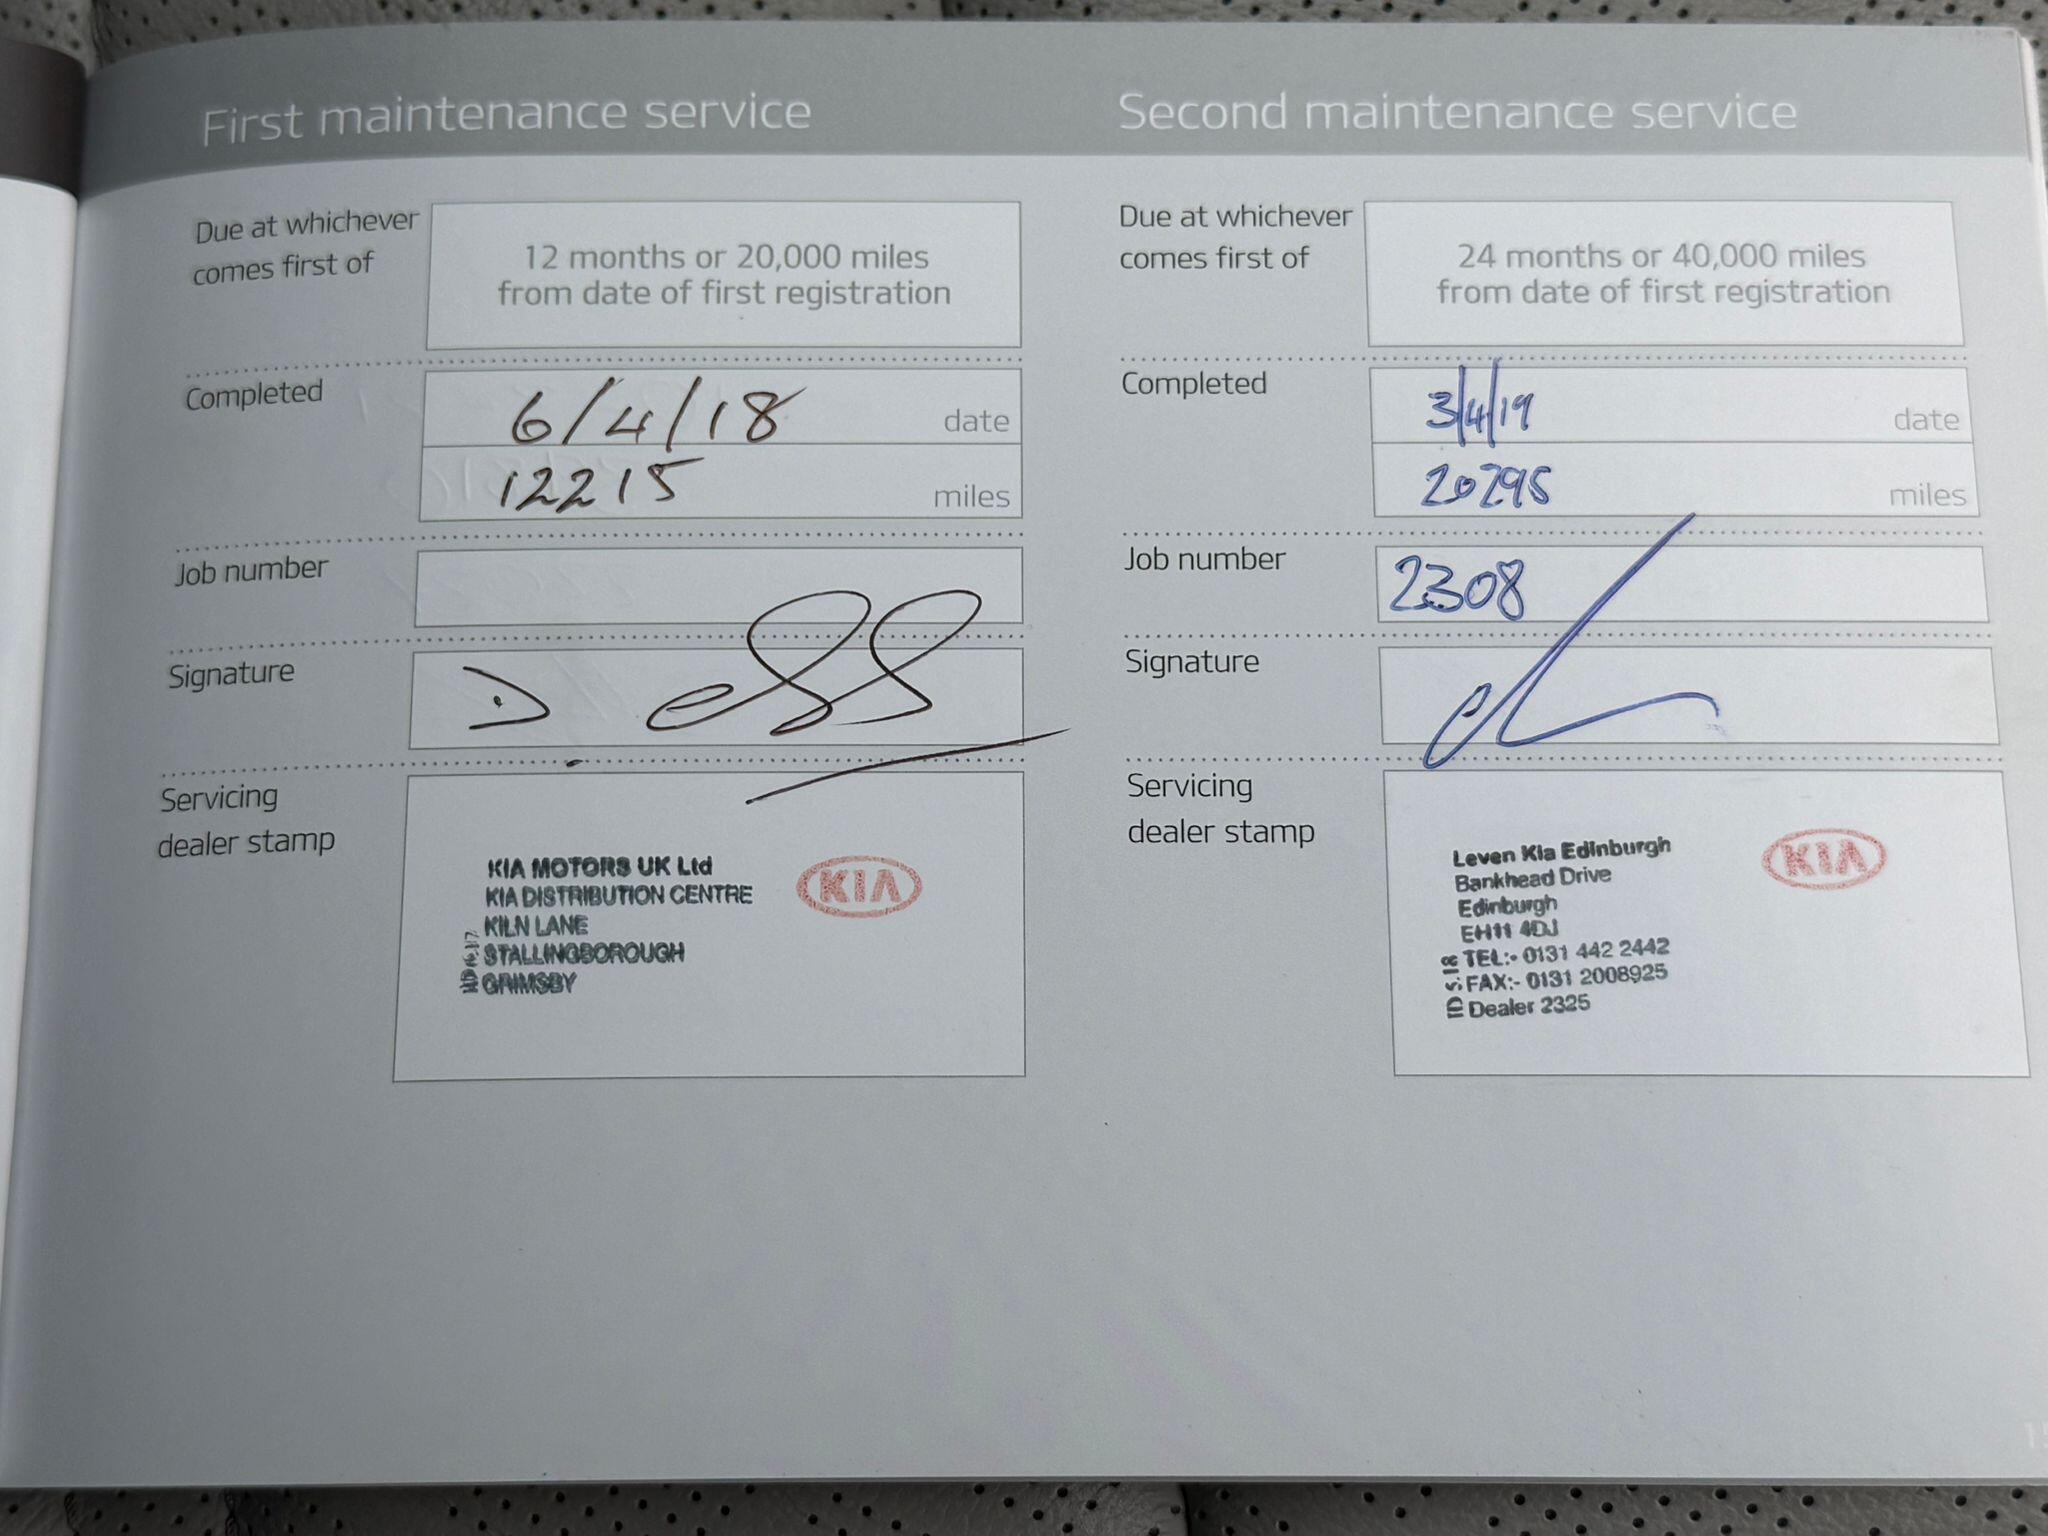 First maintenance service
Due at whichever
comes first of
12 months or 20,000 miles
from date of first registration
Completed
6/4/18 date
12215 miles
Job number
Signature
Servicing
dealer stamp
KIA MOTORS UK Ltd
KIA DISTRIBUTION CENTRE
KILN LANE
STALLINGBOROUGH
GRIMSBY
KIA
Second maintenance service
Due at whichever
comes first of
24 months or 40,000 miles
from date of first registration
Completed
3/4/19 date
20295 miles
Job number
2308
Signature
Servicing
dealer stamp
Leven Kia Edinburgh
Bankhead Drive
Edinburgh
EH11 4DJ
TEL:- 0131 442 2442
FAX:- 0131 2008925
Dealer 2325
KIA